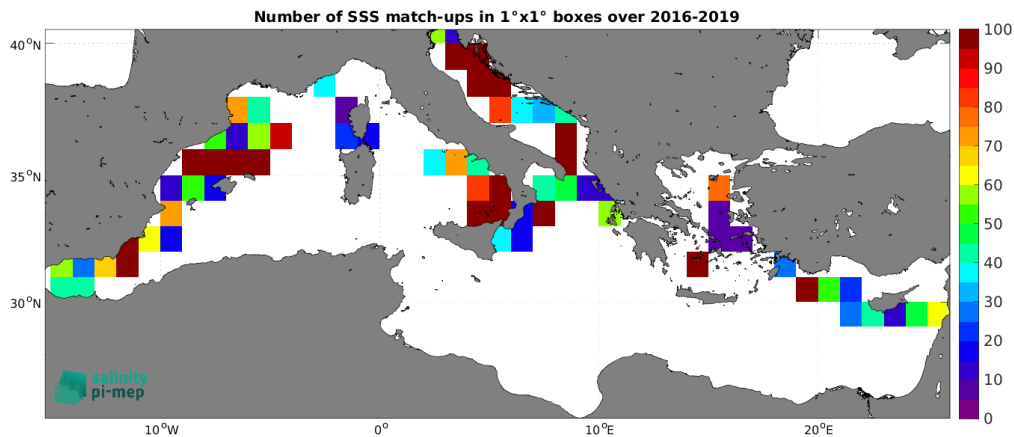 Number of SSS match-ups in 1°x1° boxes over 2016-2019
40°N
35°N
30°N
10°W
0°
10°E
20°E
100
90
80
70
60
50
40
30
20
10
0
salinity
pi-mep